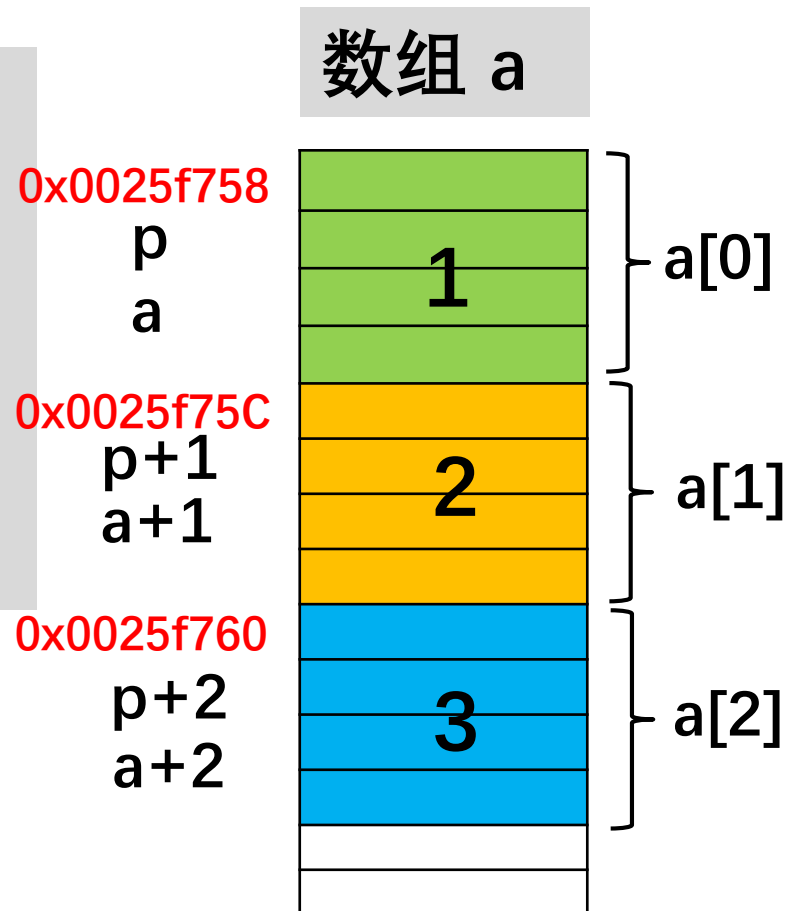 数组 a
0x0025f758
p
a
1
a[0]
0x0025f75C
p+1
a+1
2
a[1]
0x0025f760
p+2
a+2
3
a[2]